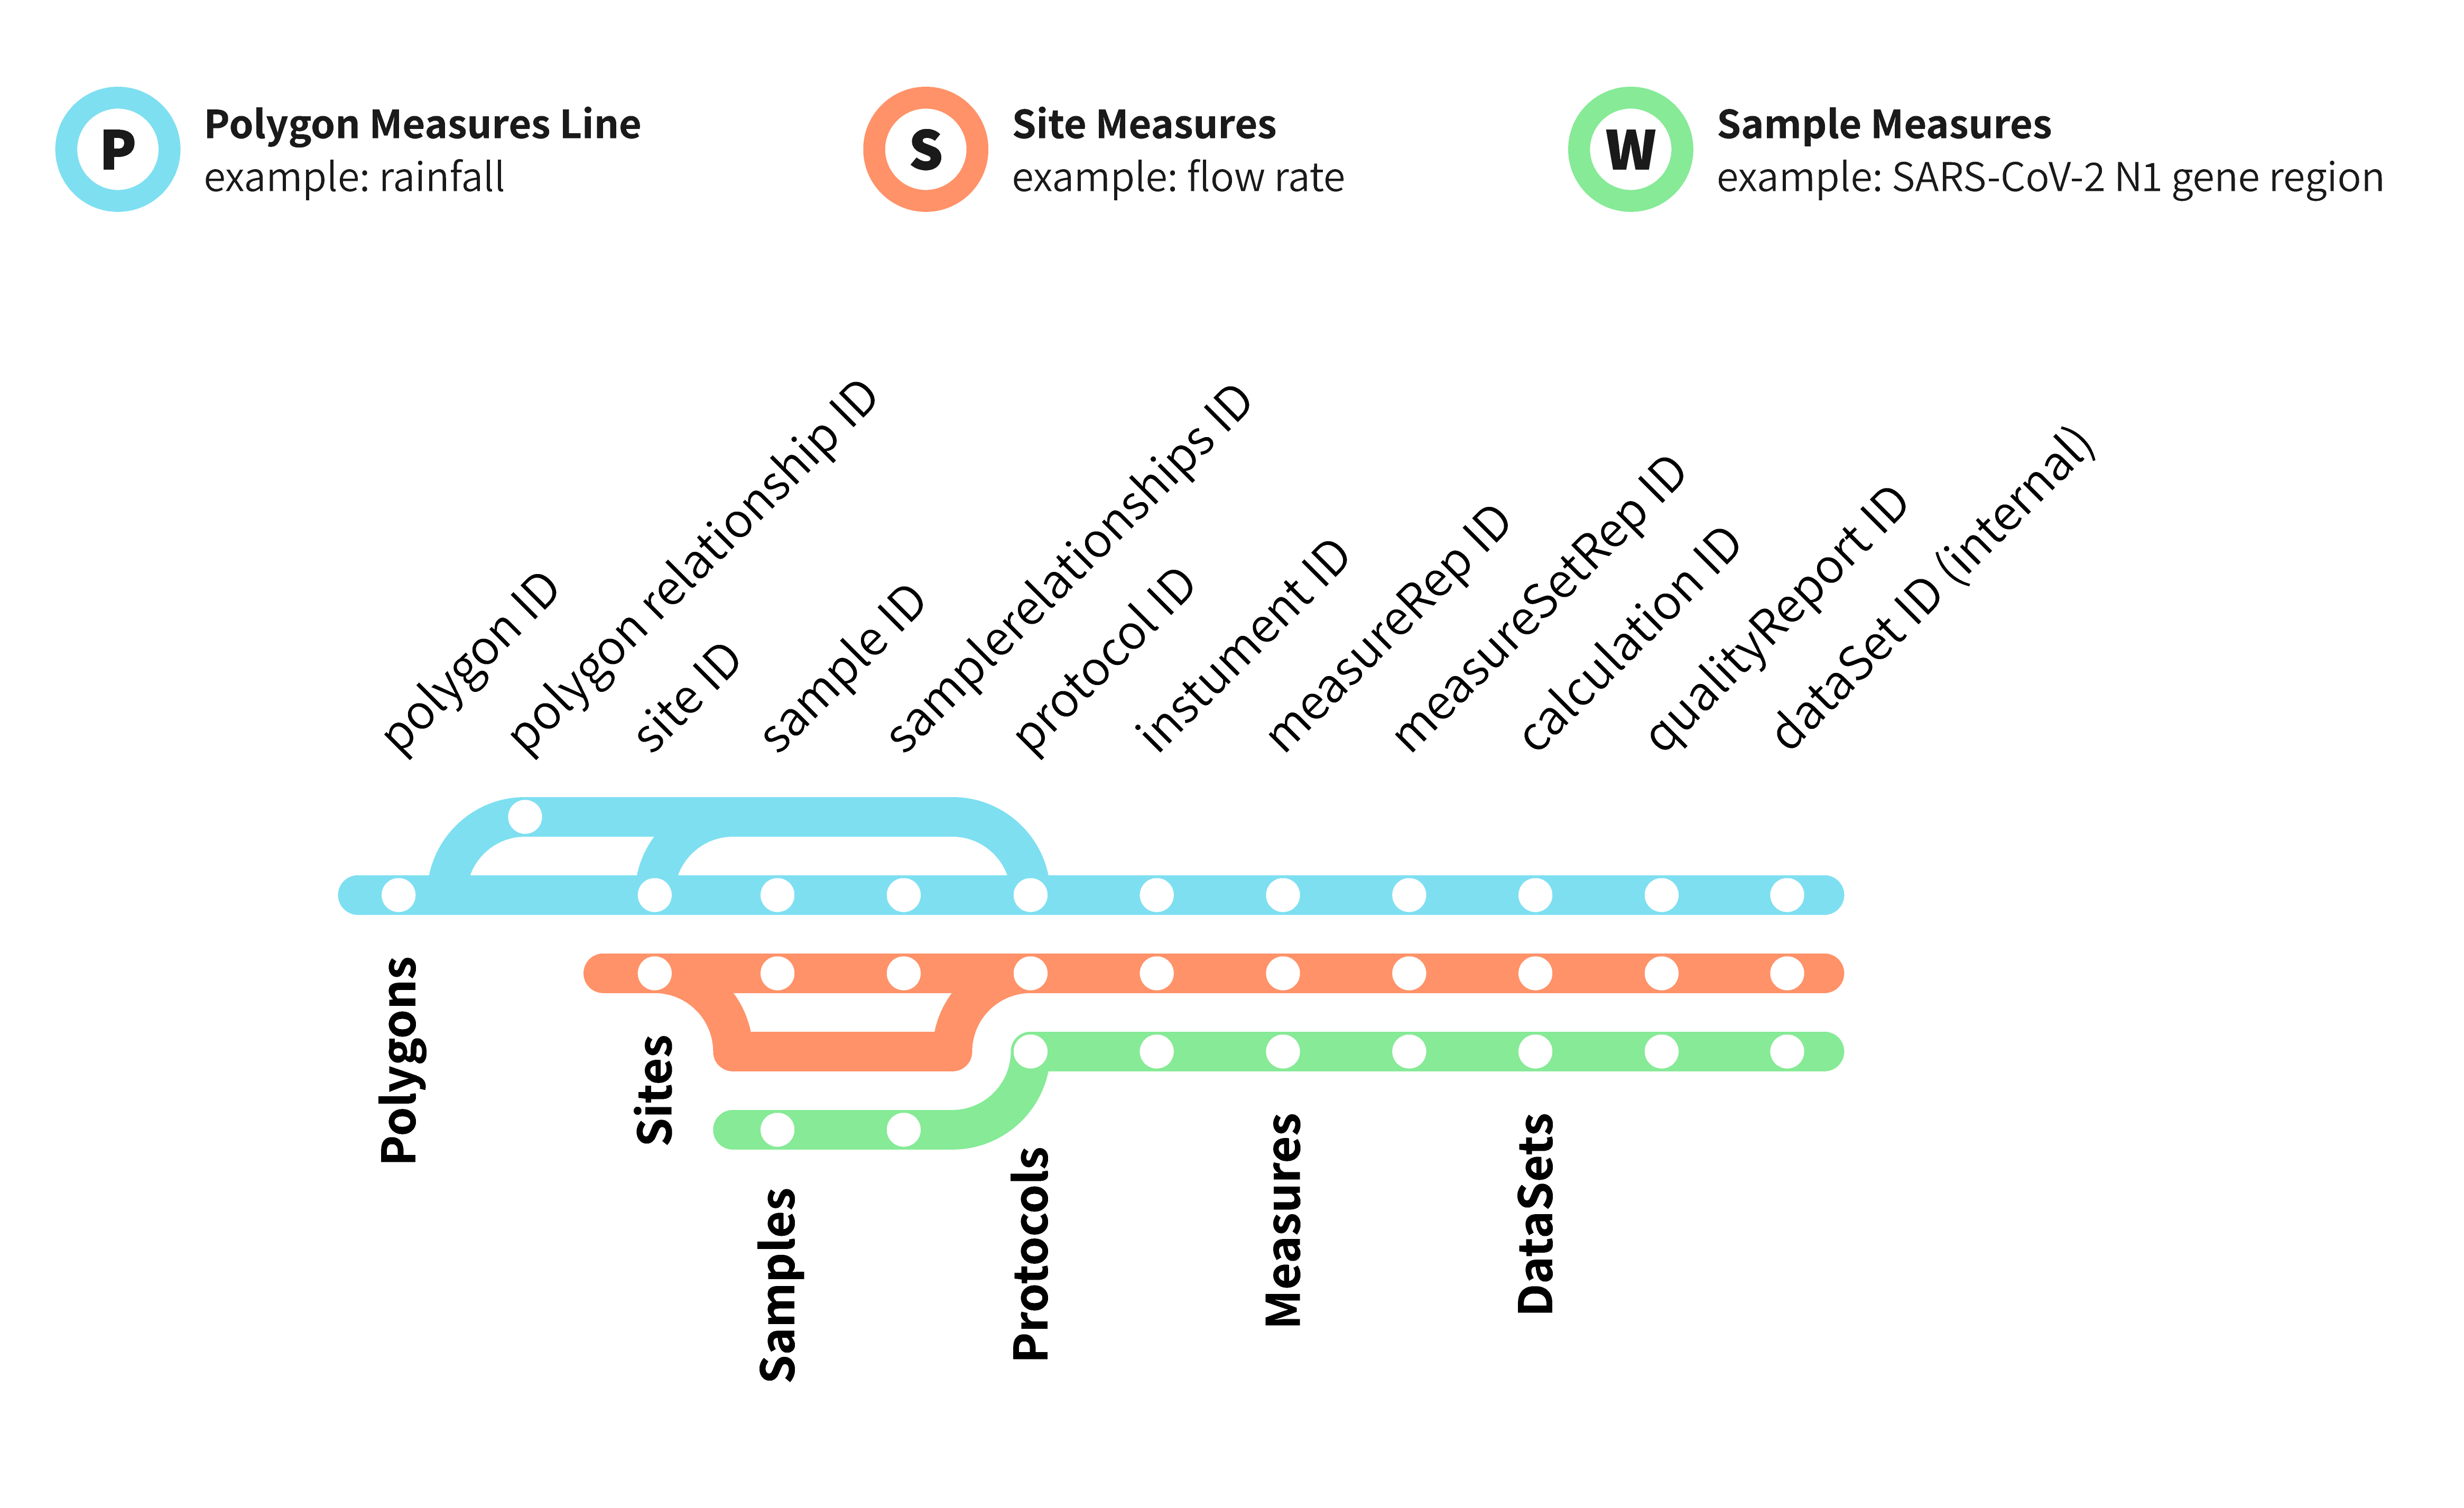 P
Polygon Measures Line
example: rainfall
S
Site Measures
example: flow rate
W
Sample Measures
example: SARS-CoV-2 N1 gene region
polygon ID
polygon relationship ID
site ID
sample ID
samplerelationships ID
protocol ID
instument ID
measureRep ID
measureSetRep ID
calculation ID
qualityReport ID
dataSet ID (internal)
Polygons
Sites
Samples
Protocols
Measures
DataSets